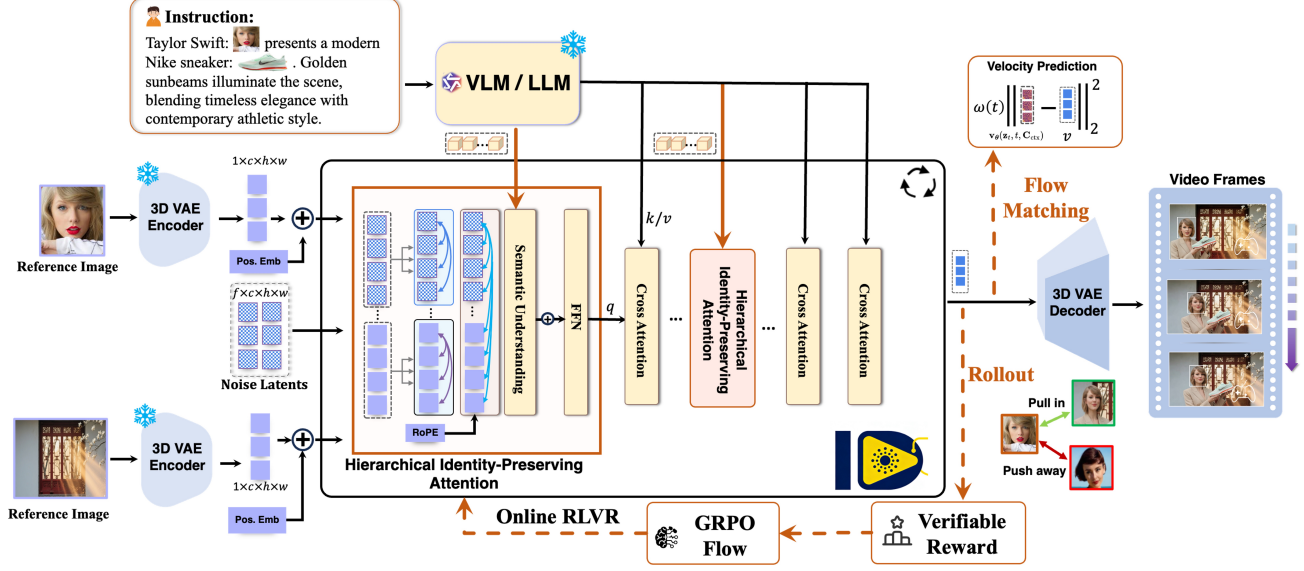 Instruction:
Taylor Swift: presents a modern
Nike sneaker: . Golden
sunbeams illuminate the scene,
blending timeless elegance with
contemporary athletic style.
VLM / LLM
Velocity Prediction
ω(t) || − ||²₂
v_θ(z_t, t, C_ctx) v
Flow
Matching
Video Frames
1×c×h×w
3D VAE
Encoder
Reference Image
Pos. Emb
f×c×h×w
Noise Latents
3D VAE
Encoder
1×c×h×w
Reference Image
Pos. Emb
Semantic Understanding
FFN
RoPE
Hierarchical Identity-Preserving
Attention
q
k/v
Cross Attention
...
Hierarchical
Identity-Preserving
Attention
...
Cross Attention
Cross Attention
3D VAE
Decoder
Rollout
Pull in
Push away
Online RLVR
GRPO
Flow
Verifiable
Reward